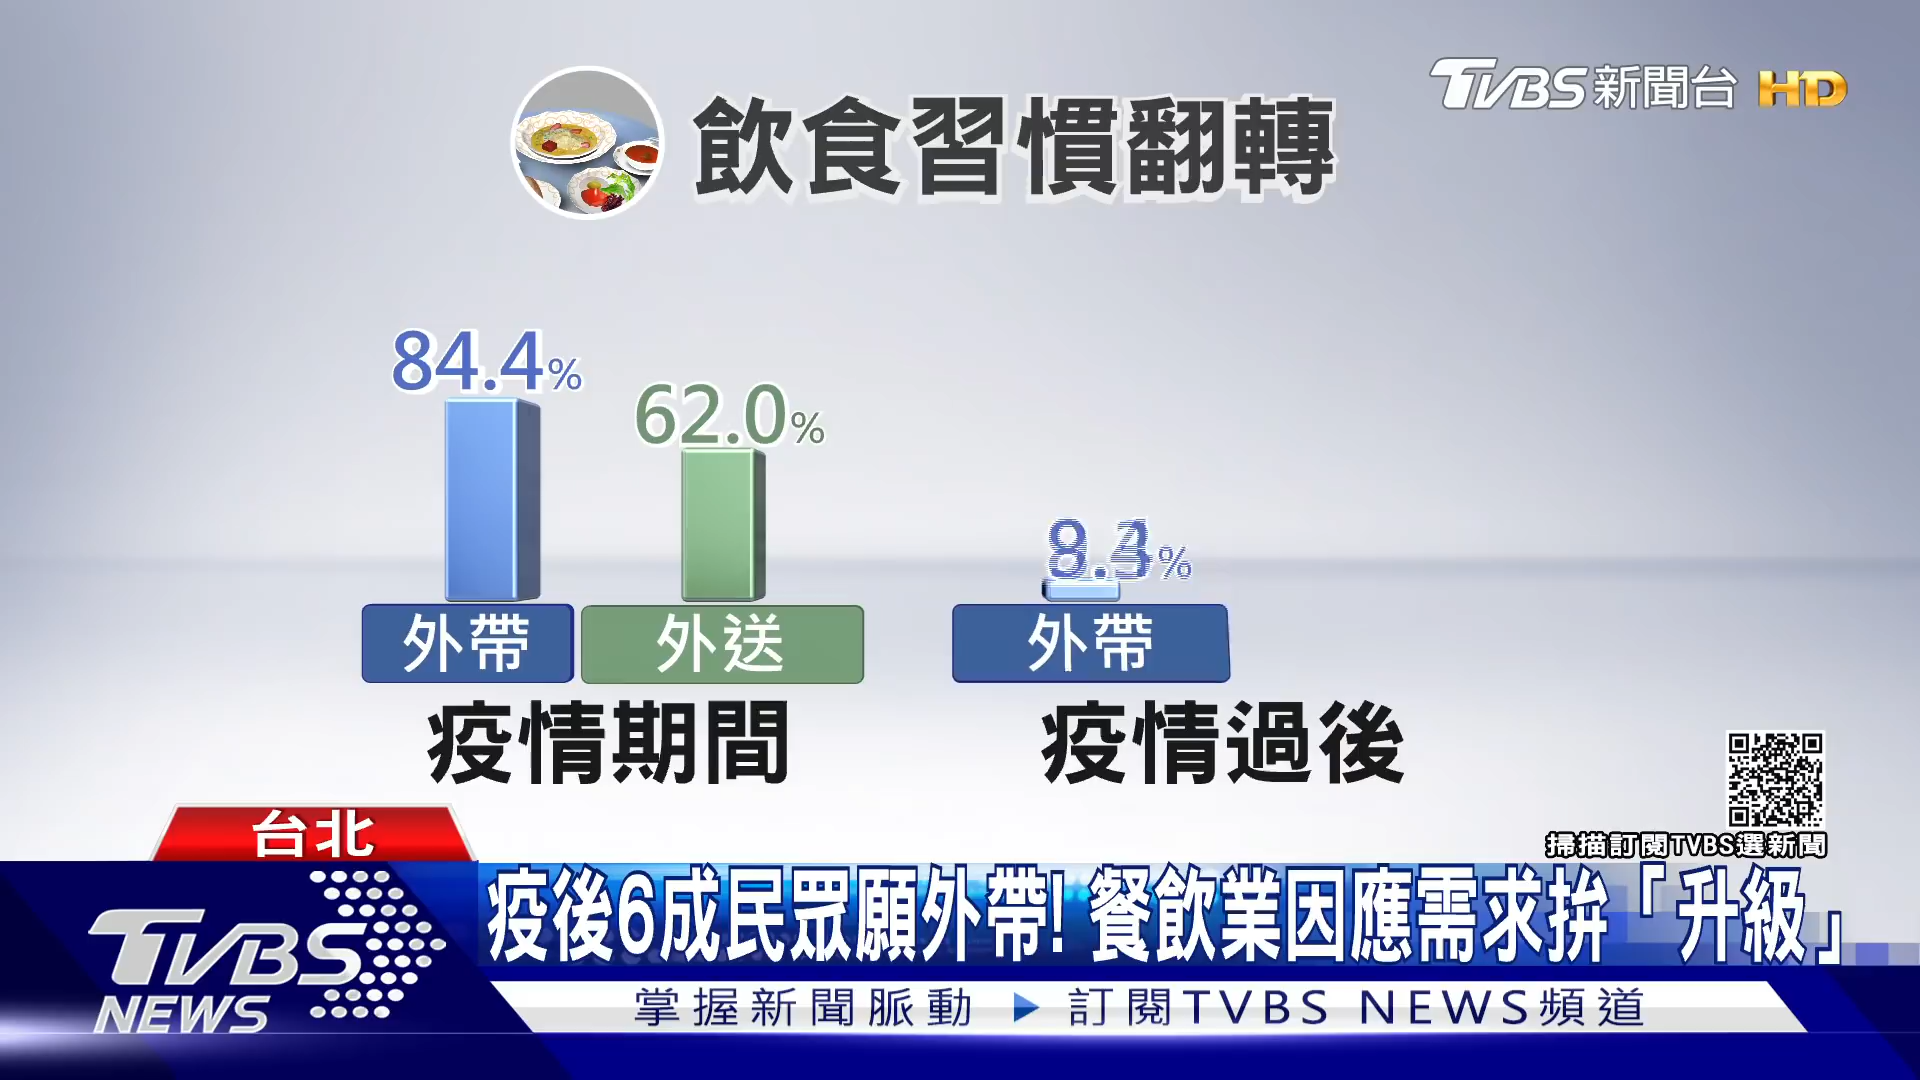 飲食習慣翻轉
TVBS新聞台 HD
84.4%
62.0%
外帶
外送
外帶
疫情期間
疫情過後
掃描訂閱TVBS選新聞
台北
疫後6成民眾願外帶! 餐飲業因應需求拚「升級」
TVBS NEWS
掌握新聞脈動 ▶ 訂閱TVBS NEWS頻道